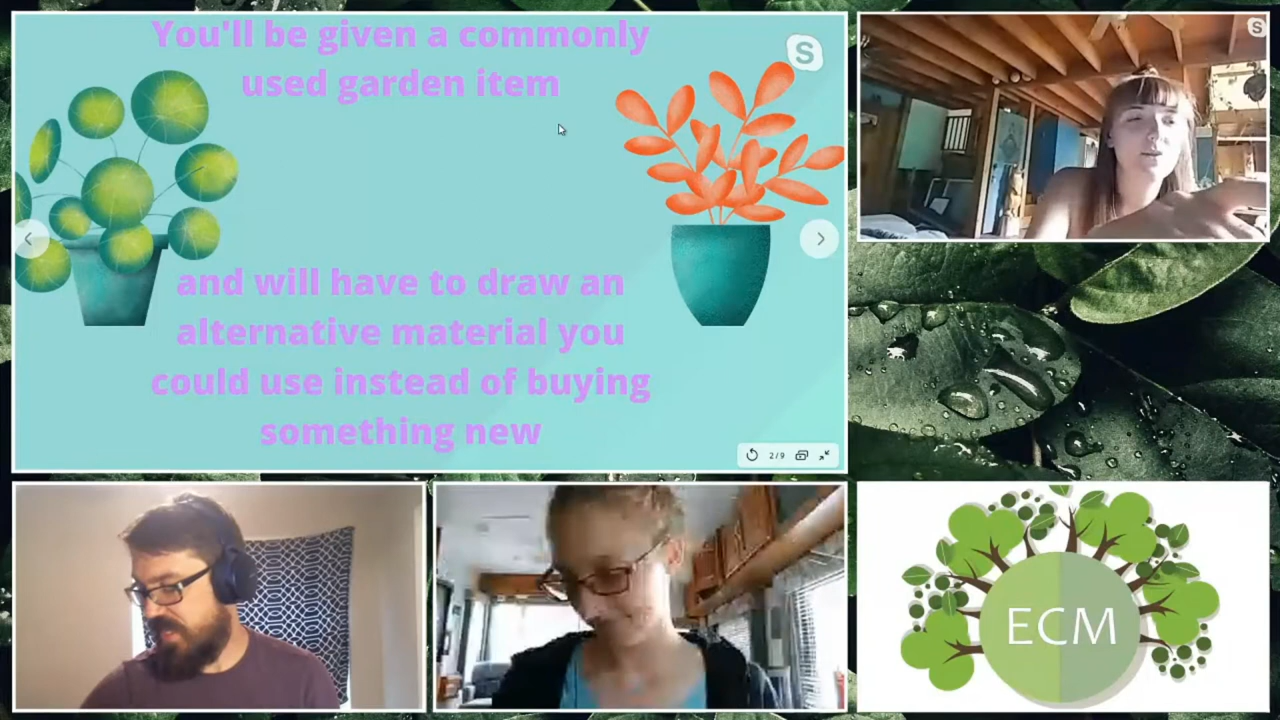 You'll be given a commonly
used garden item
and will have to draw an
alternative material you
could use instead of buying
something new
2/9
ECM